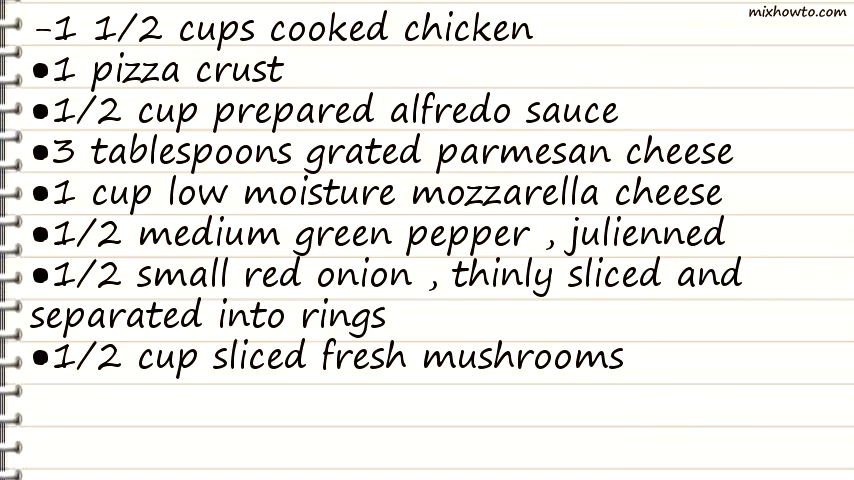 mixhowto.com
-1 1/2 cups cooked chicken
•1 pizza crust
•1/2 cup prepared alfredo sauce
•3 tablespoons grated parmesan cheese
•1 cup low moisture mozzarella cheese
•1/2 medium green pepper , julienned
•1/2 small red onion , thinly sliced and
separated into rings
•1/2 cup sliced fresh mushrooms